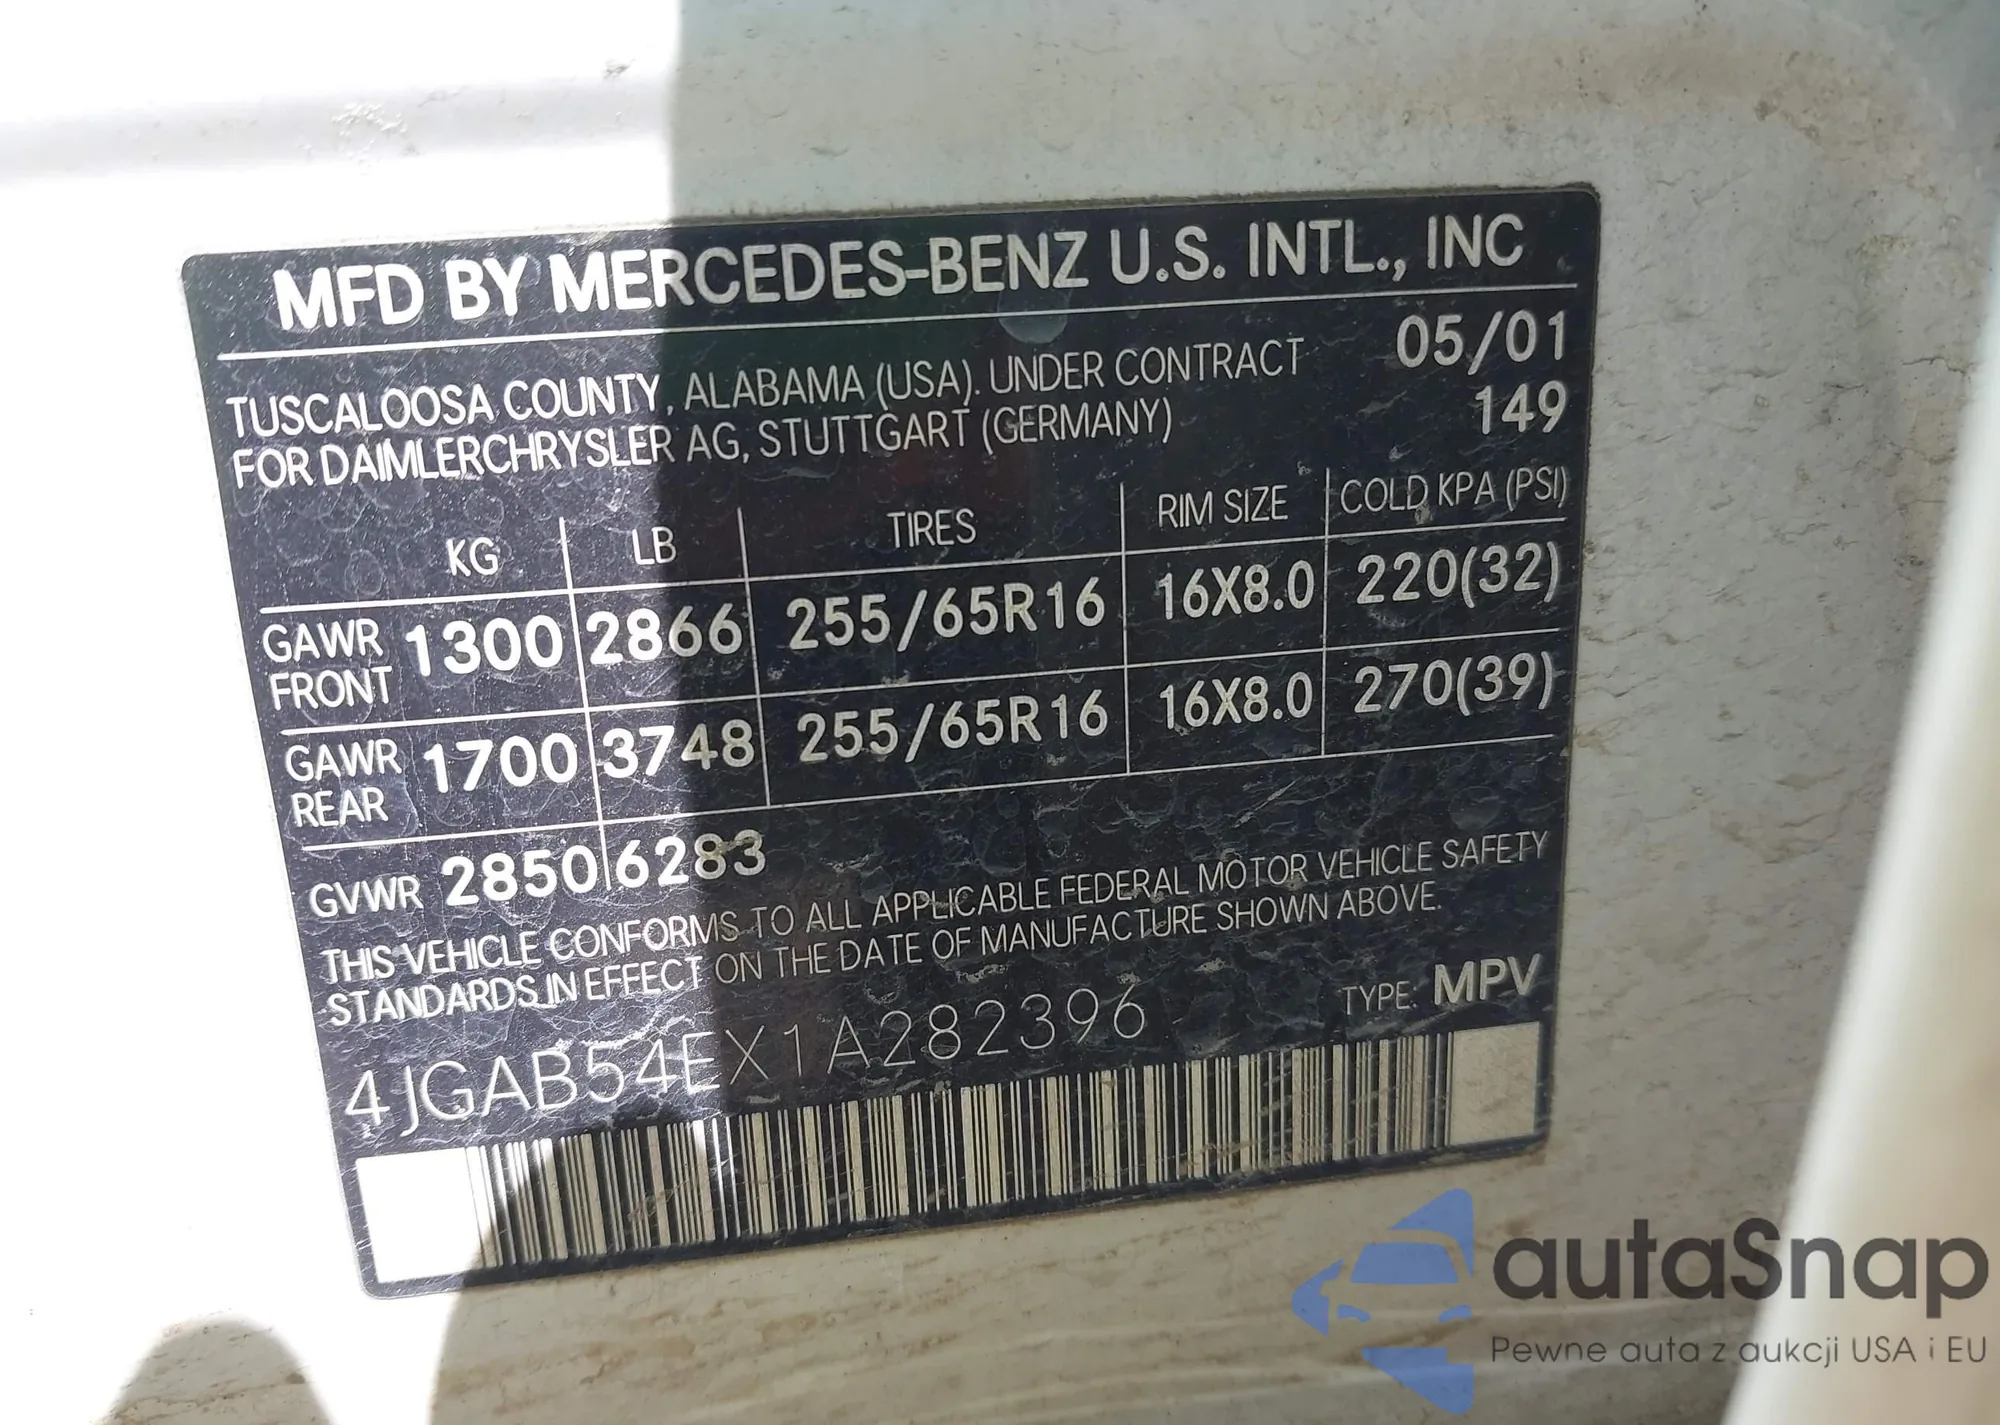 MFD BY MERCEDES-BENZ U.S. INTL., INC
05/01
TUSCALOOSA COUNTY, ALABAMA (USA). UNDER CONTRACT
FOR DAIMLERCHRYSLER AG, STUTTGART (GERMANY)
149
KG LB TIRES RIM SIZE COLD KPA (PSI)
GAWR FRONT 1300 2866 255/65R16 16X8.0 220(32)
GAWR REAR 1700 3748 255/65R16 16X8.0 270(39)
GVWR 2850 6283
THIS VEHICLE CONFORMS TO ALL APPLICABLE FEDERAL MOTOR VEHICLE SAFETY
STANDARDS IN EFFECT ON THE DATE OF MANUFACTURE SHOWN ABOVE.
4JGAB54EX1A282396
TYPE: MPV
autaSnap
Pewne auta z aukcji USA i EU